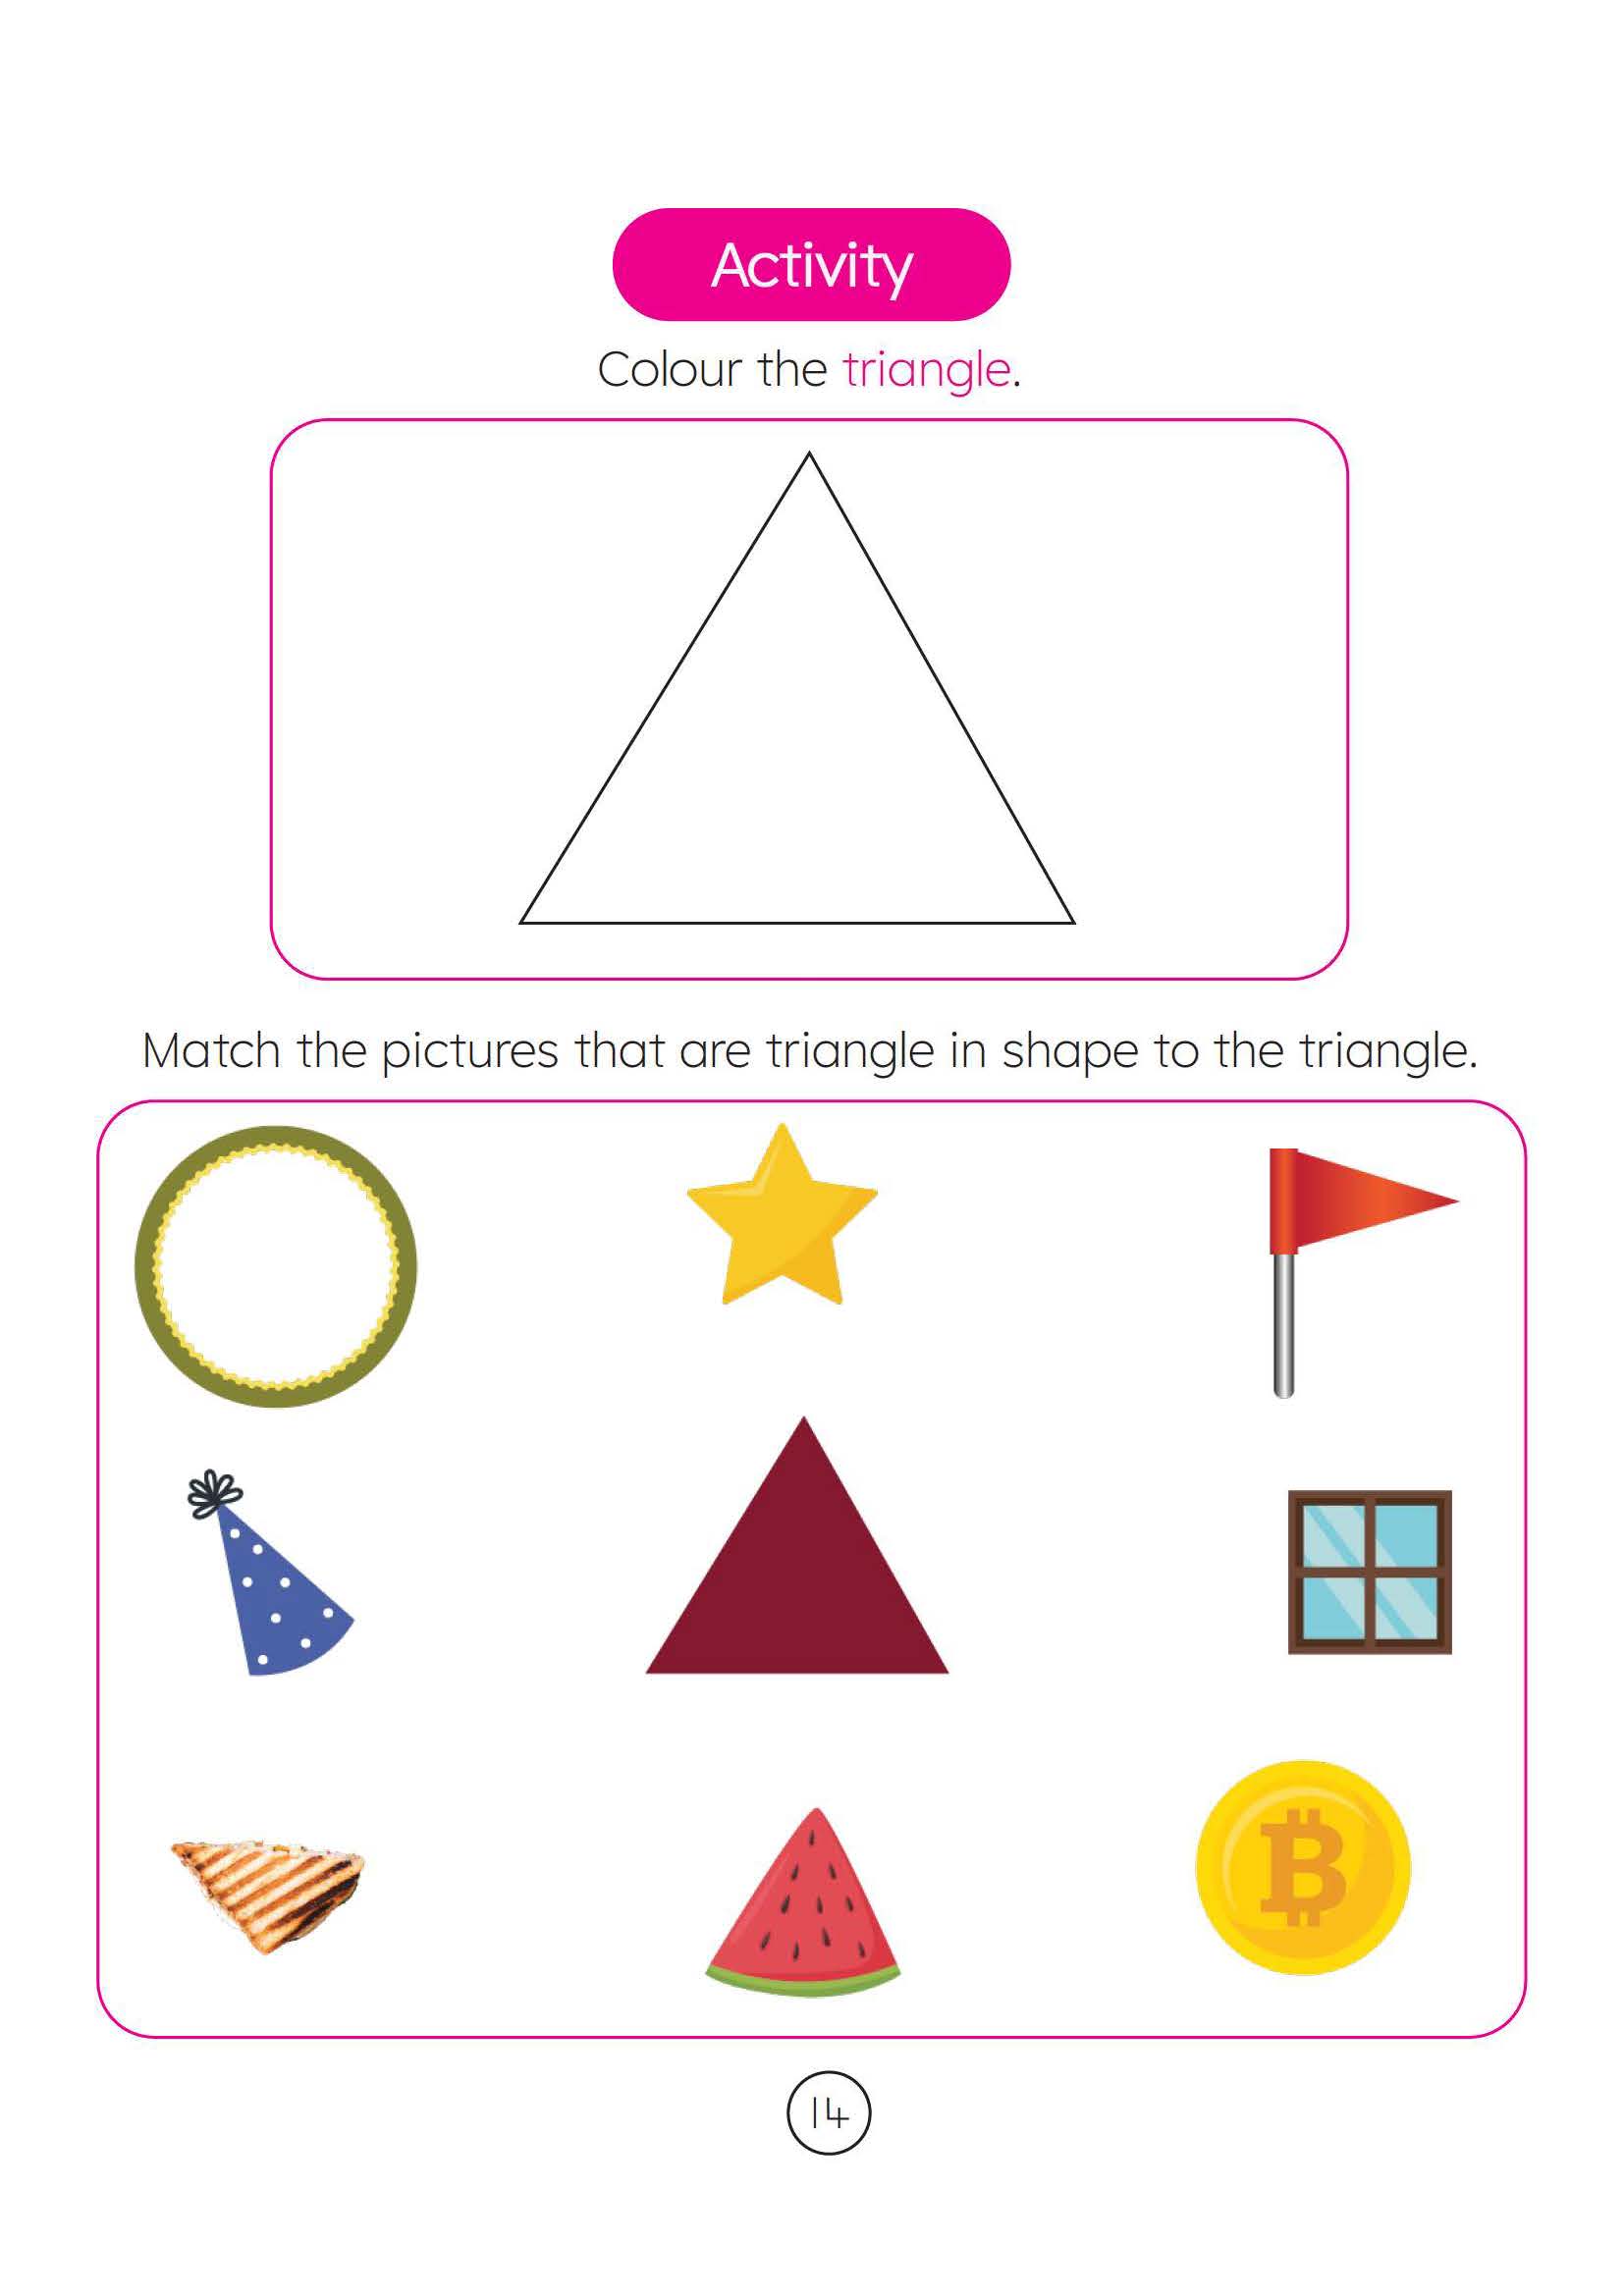 Activity
Colour the triangle.
Match the pictures that are triangle in shape to the triangle.
14